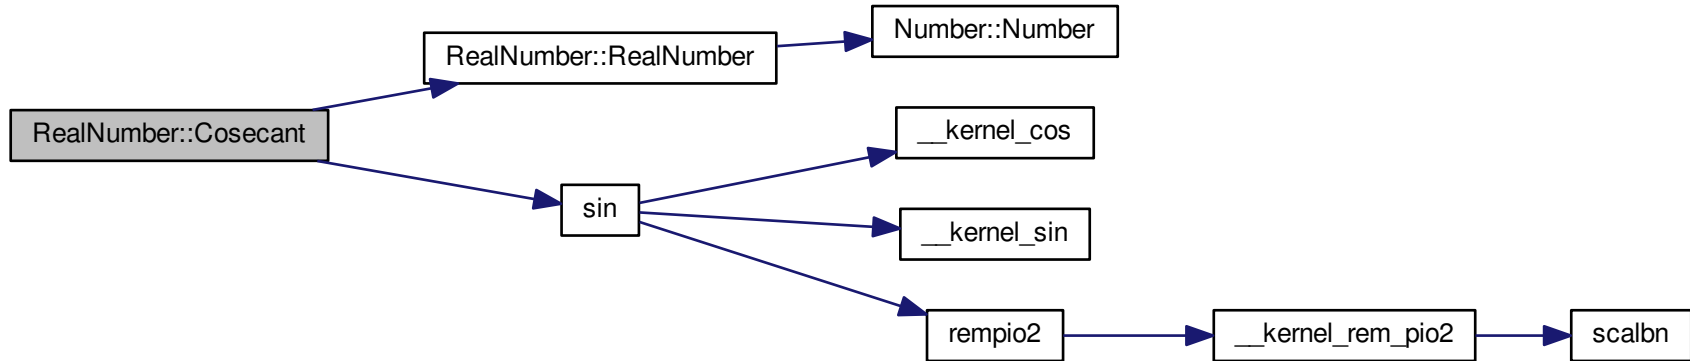 Number::Number
RealNumber::RealNumber
RealNumber::Cosecant
__kernel_cos
sin
__kernel_sin
rempio2
__kernel_rem_pio2
scalbn